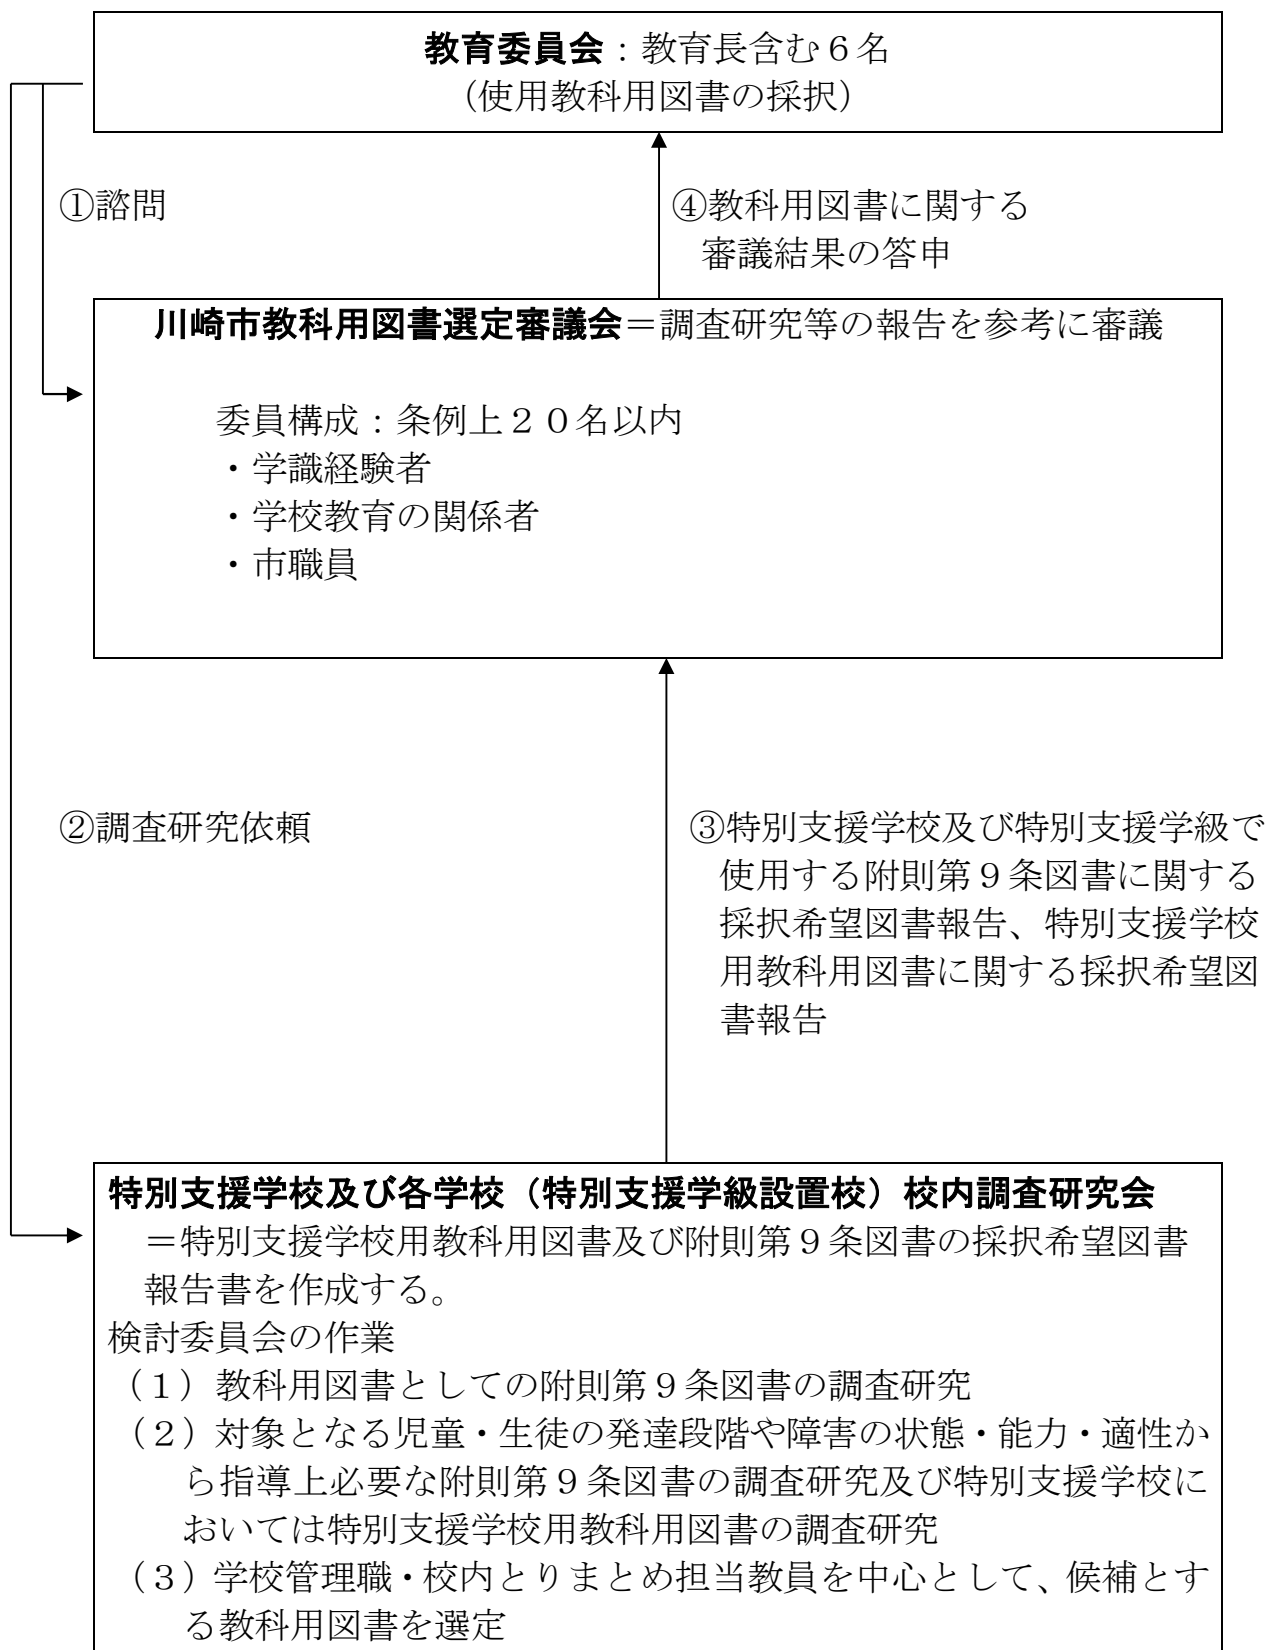 教育委員会：教育長含む６名
（使用教科用図書の採択）
①諮問
④教科用図書に関する
審議結果の答申
川崎市教科用図書選定審議会＝調査研究等の報告を参考に審議
委員構成：条例上２０名以内
・学識経験者
・学校教育の関係者
・市職員
②調査研究依頼
③特別支援学校及び特別支援学級で
使用する附則第９条図書に関する
採択希望図書報告、特別支援学校
用教科用図書に関する採択希望図
書報告
特別支援学校及び各学校（特別支援学級設置校）校内調査研究会
＝特別支援学校用教科用図書及び附則第９条図書の採択希望図書
報告書を作成する。
検討委員会の作業
（１）教科用図書としての附則第９条図書の調査研究
（２）対象となる児童・生徒の発達段階や障害の状態・能力・適性か
ら指導上必要な附則第９条図書の調査研究及び特別支援学校に
おいては特別支援学校用教科用図書の調査研究
（３）学校管理職・校内とりまとめ担当教員を中心として、候補とす
る教科用図書を選定